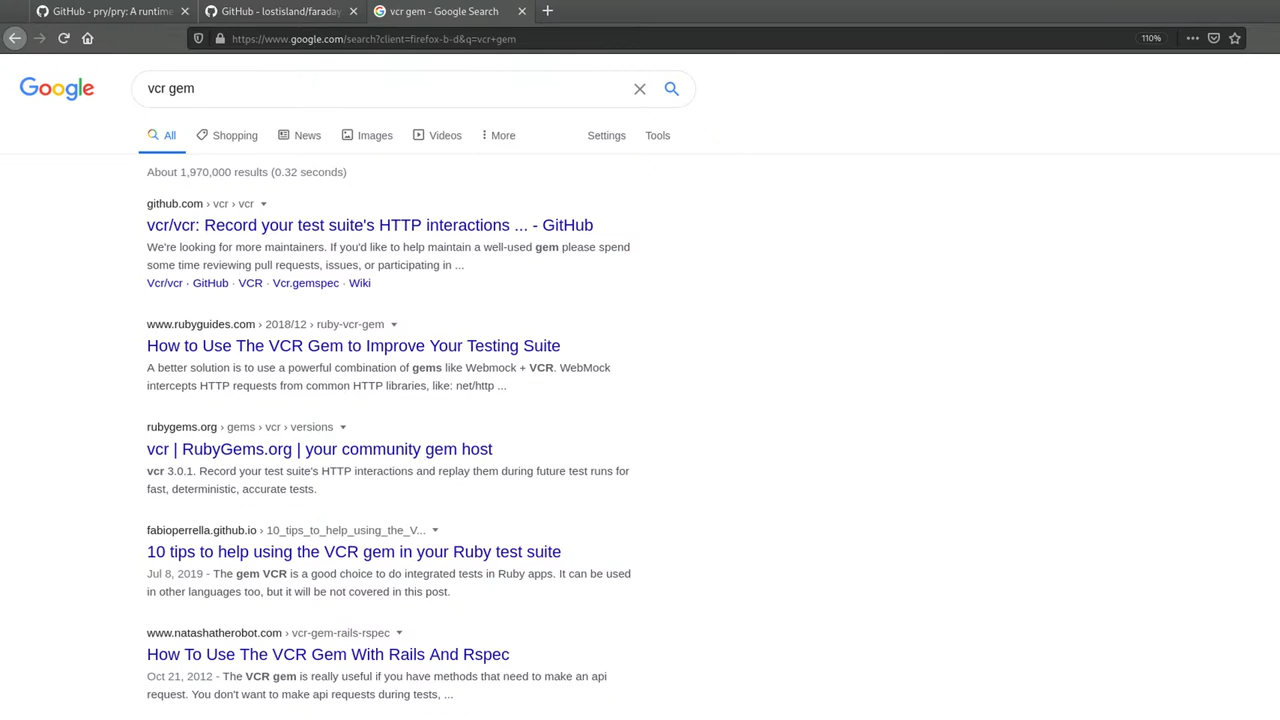 GitHub - pry/pry: A runtime
GitHub - lostisland/faraday
vcr gem - Google Search
https://www.google.com/search?client=firefox-b-d&q=vcr+gem
110%
Google
vcr gem
All
Shopping
News
Images
Videos
More
Settings
Tools
About 1,970,000 results (0.32 seconds)
github.com › vcr › vcr
vcr/vcr: Record your test suite's HTTP interactions ... - GitHub
We're looking for more maintainers. If you'd like to help maintain a well-used gem please spend
some time reviewing pull requests, issues, or participating in ...
Vcr/vcr · GitHub · VCR · Vcr.gemspec · Wiki
www.rubyguides.com › 2018/12 › ruby-vcr-gem
How to Use The VCR Gem to Improve Your Testing Suite
A better solution is to use a powerful combination of gems like Webmock + VCR. WebMock
intercepts HTTP requests from common HTTP libraries, like: net/http ...
rubygems.org › gems › vcr › versions
vcr | RubyGems.org | your community gem host
vcr 3.0.1. Record your test suite's HTTP interactions and replay them during future test runs for
fast, deterministic, accurate tests.
fabioperrella.github.io › 10_tips_to_help_using_the_V...
10 tips to help using the VCR gem in your Ruby test suite
Jul 8, 2019 - The gem VCR is a good choice to do integrated tests in Ruby apps. It can be used
in other languages too, but it will be not covered in this post.
www.natashatherobot.com › vcr-gem-rails-rspec
How To Use The VCR Gem With Rails And Rspec
Oct 21, 2012 - The VCR gem is really useful if you have methods that need to make an api
request. You don't want to make api requests during tests, ...